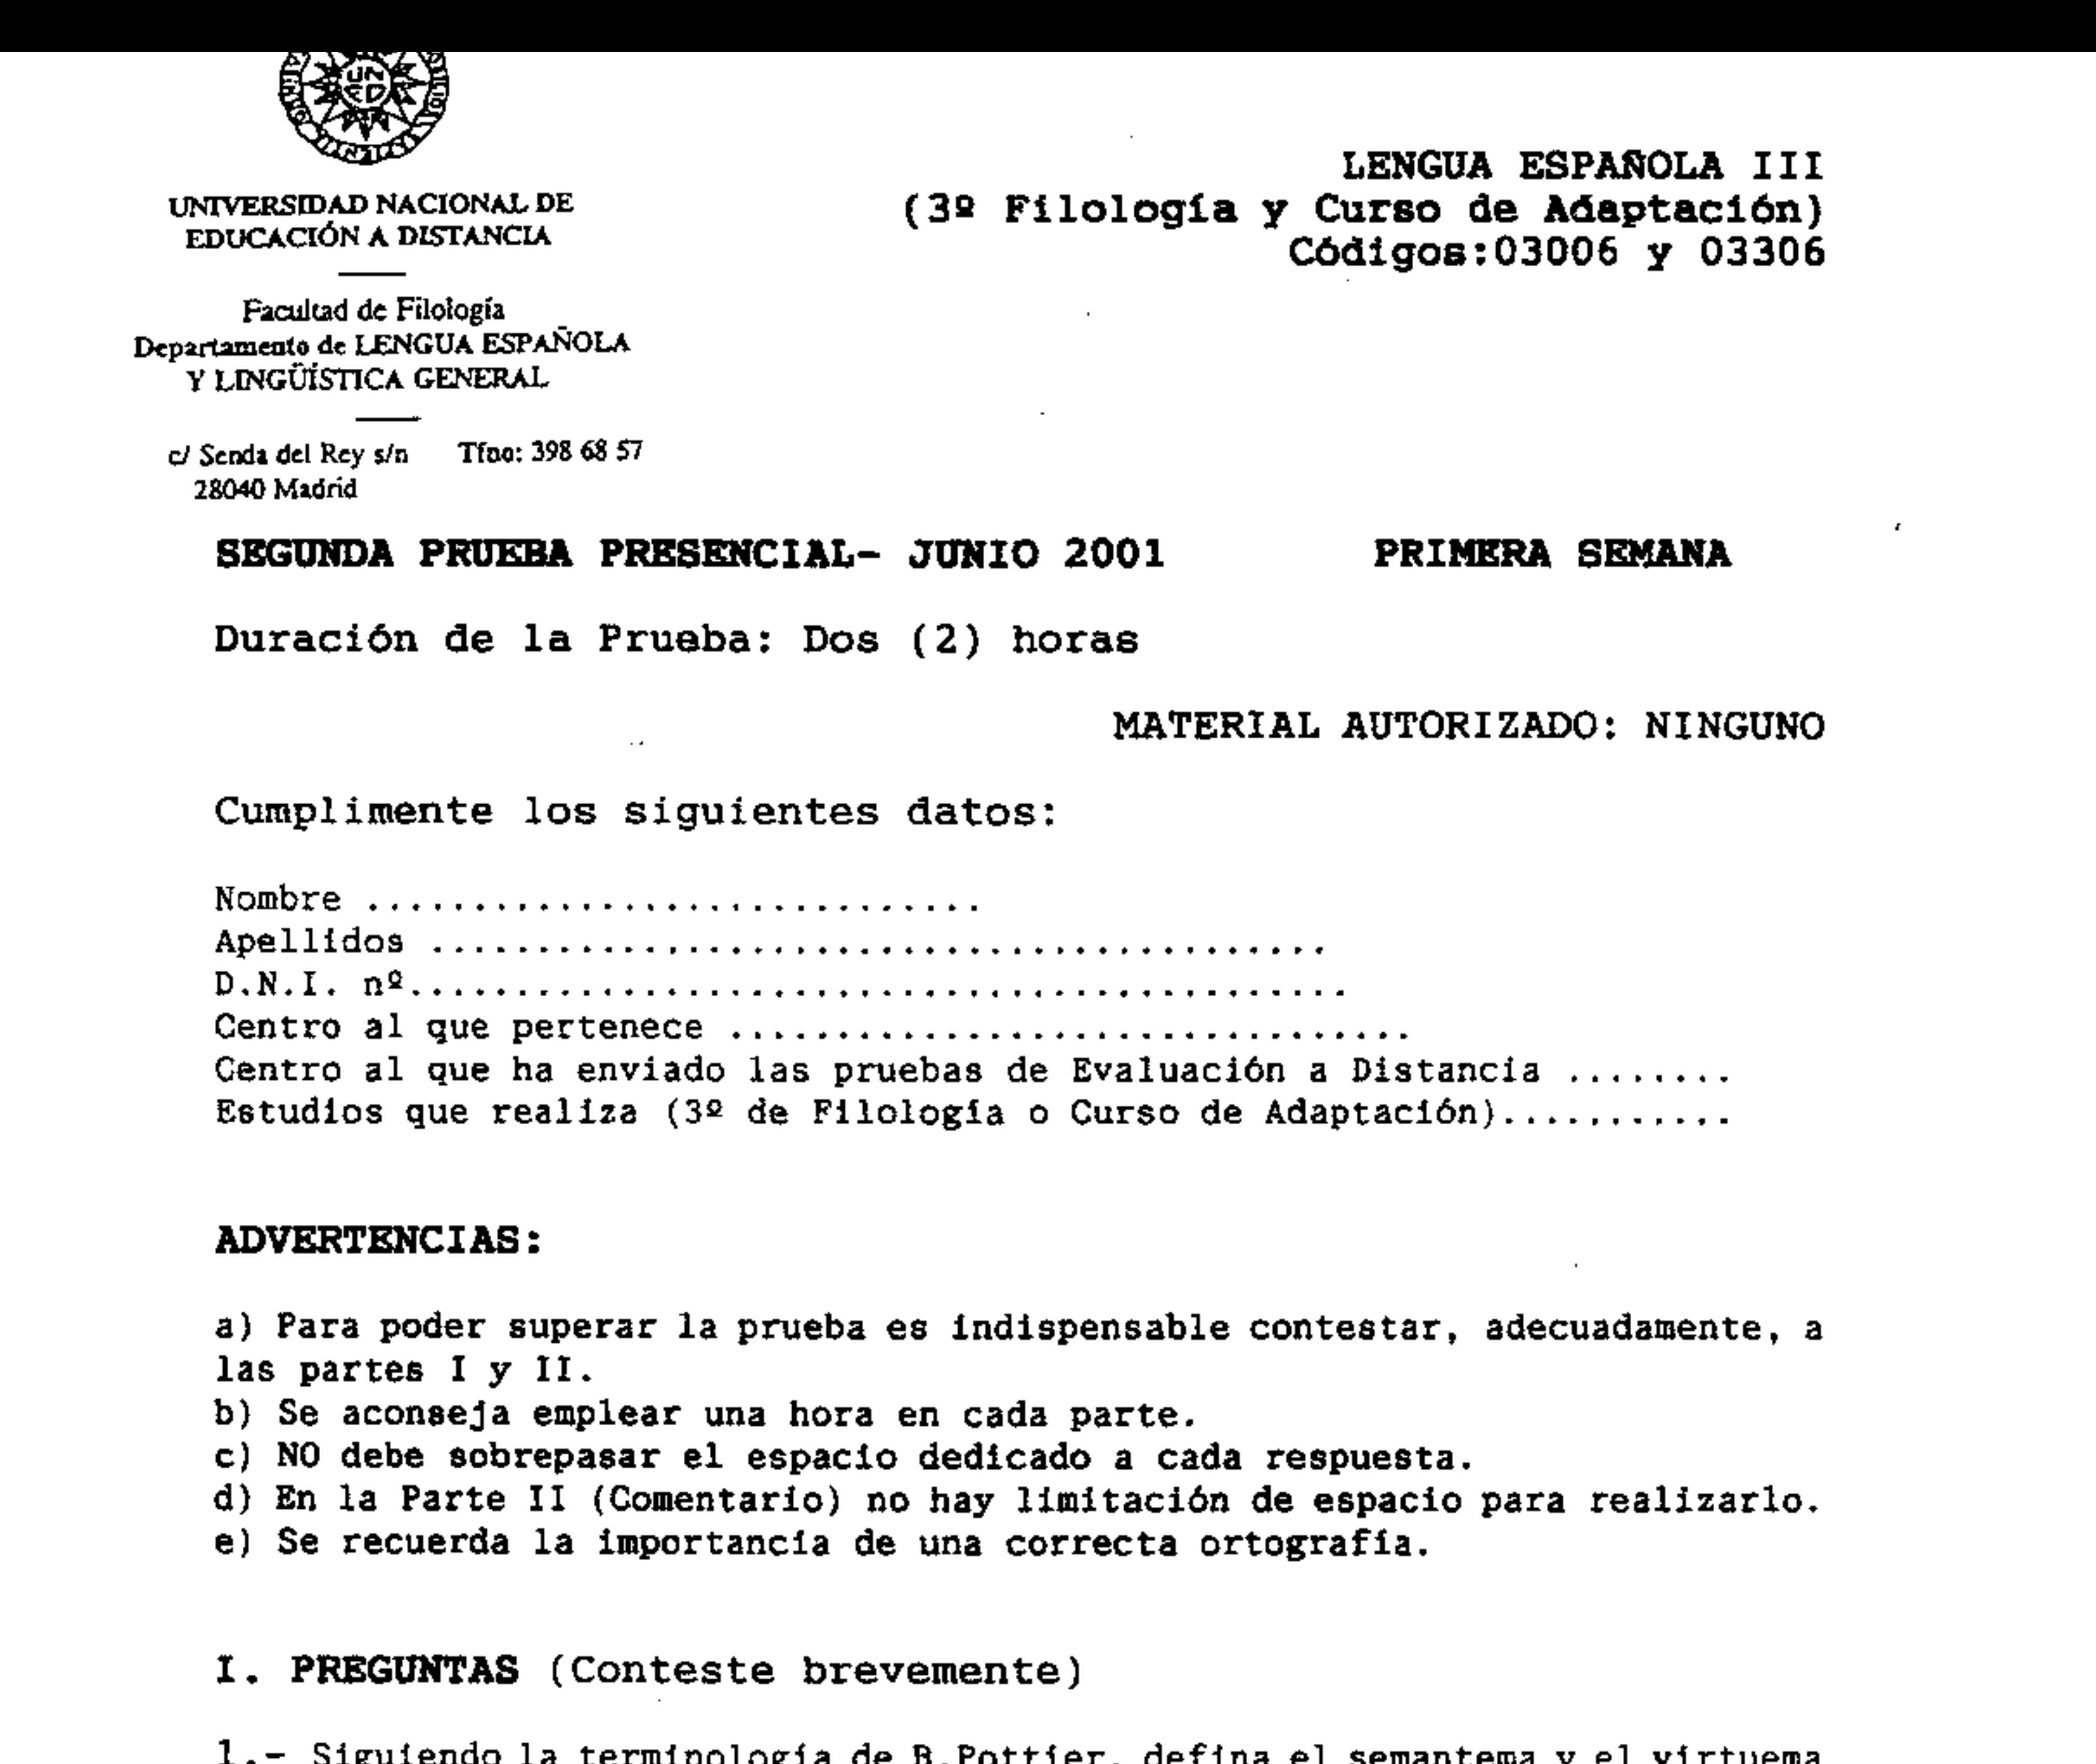 UN
ED
UNIVERSIDAD NACIONAL DE
EDUCACIÓN A DISTANCIA
Facultad de Filología
Departamento de LENGUA ESPAÑOLA
Y LINGÜÍSTICA GENERAL
c/ Senda del Rey s/n Tfno: 398 68 57
28040 Madrid
LENGUA ESPAÑOLA III
(3º Filología y Curso de Adaptación)
Códigos:03006 y 03306
SEGUNDA PRUEBA PRESENCIAL- JUNIO 2001 PRIMERA SEMANA
Duración de la Prueba: Dos (2) horas
MATERIAL AUTORIZADO: NINGUNO
Cumplimente los siguientes datos:
Nombre .............................
Apellidos ..........................................
D.N.I. nº............................................
Centro al que pertenece ................................
Centro al que ha enviado las pruebas de Evaluación a Distancia ........
Estudios que realiza (3º de Filología o Curso de Adaptación)...........
ADVERTENCIAS:
a) Para poder superar la prueba es indispensable contestar, adecuadamente, a
las partes I y II.
b) Se aconseja emplear una hora en cada parte.
c) NO debe sobrepasar el espacio dedicado a cada respuesta.
d) En la Parte II (Comentario) no hay limitación de espacio para realizarlo.
e) Se recuerda la importancia de una correcta ortografía.
I. PREGUNTAS (Conteste brevemente)
1.- Siguiendo la terminología de B.Pottier, defina el semantema y el virtuema